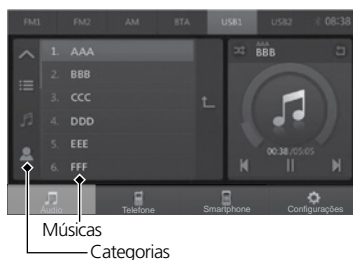 FM1 FM2 AM BTA USB1 USB2 08:38
1. AAA
2. BBB
3. CCC
4. DDD
5. EEE
6. FFF
AAA
BBB
00:38/05:05
Áudio Telefone Smartphone Configurações
Músicas
Categorias